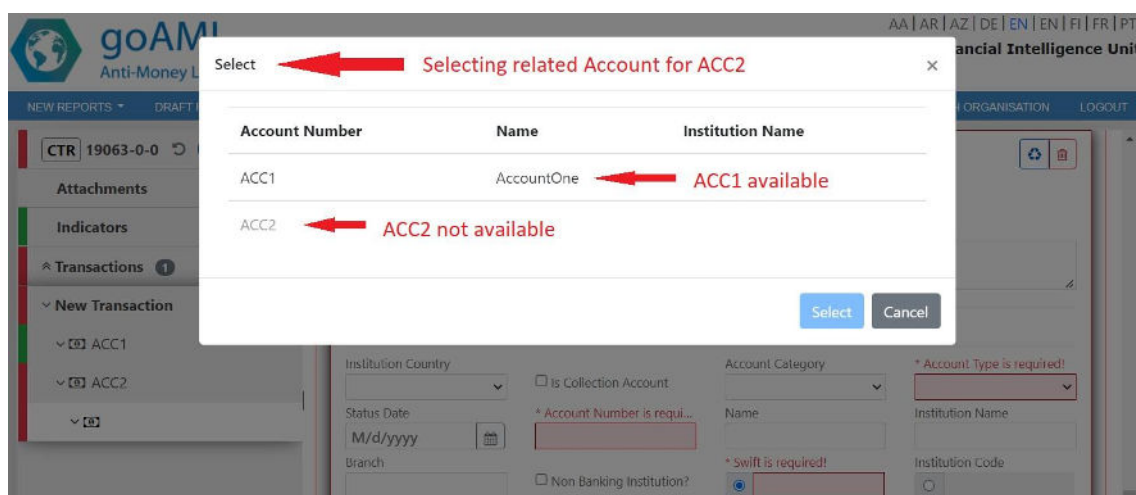 AA | AR | AZ | DE | EN | EN | FI | FR | PT
goAML
Anti-Money L
ancial Intelligence Uni
Select
Selecting related Account for ACC2
×
NEW REPORTS
DRAFT
ORGANISATION
LOGOUT
Account Number Name Institution Name
CTR 19063-0-0
ACC1 AccountOne ACC1 available
Attachments
ACC2 ACC2 not available
Indicators
Transactions 1
New Transaction
Select Cancel
ACC1
ACC2
Institution Country
Is Collection Account
Account Category
* Account Type is required!
Status Date
* Account Number is requi...
Name
Institution Name
M/d/yyyy
Branch
Non Banking Institution?
* Swift is required!
Institution Code